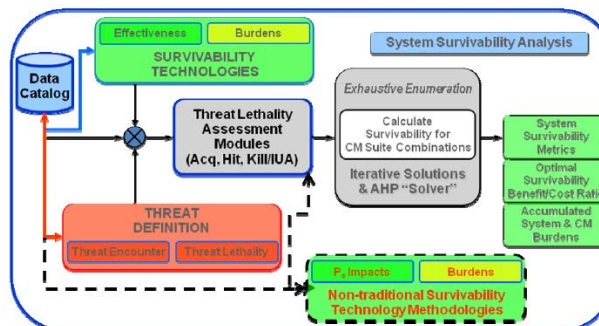 Effectiveness
Burdens
SURVIVABILITY
TECHNOLOGIES
System Survivability Analysis
Data
Catalog
Threat Lethality
Assessment
Modules
(Acq, Hit, Kill/IUA)
Exhaustive Enumeration
Calculate
Survivability for
CM Suite Combinations
Iterative Solutions
& AHP “Solver”
System
Survivability
Metrics
Optimal
Survivability
Benefit/Cost Ratio
Accumulated
System & CM
Burdens
THREAT
DEFINITION
Threat Encounter
Threat Lethality
Ps Impacts
Burdens
Non-traditional Survivability
Technology Methodologies